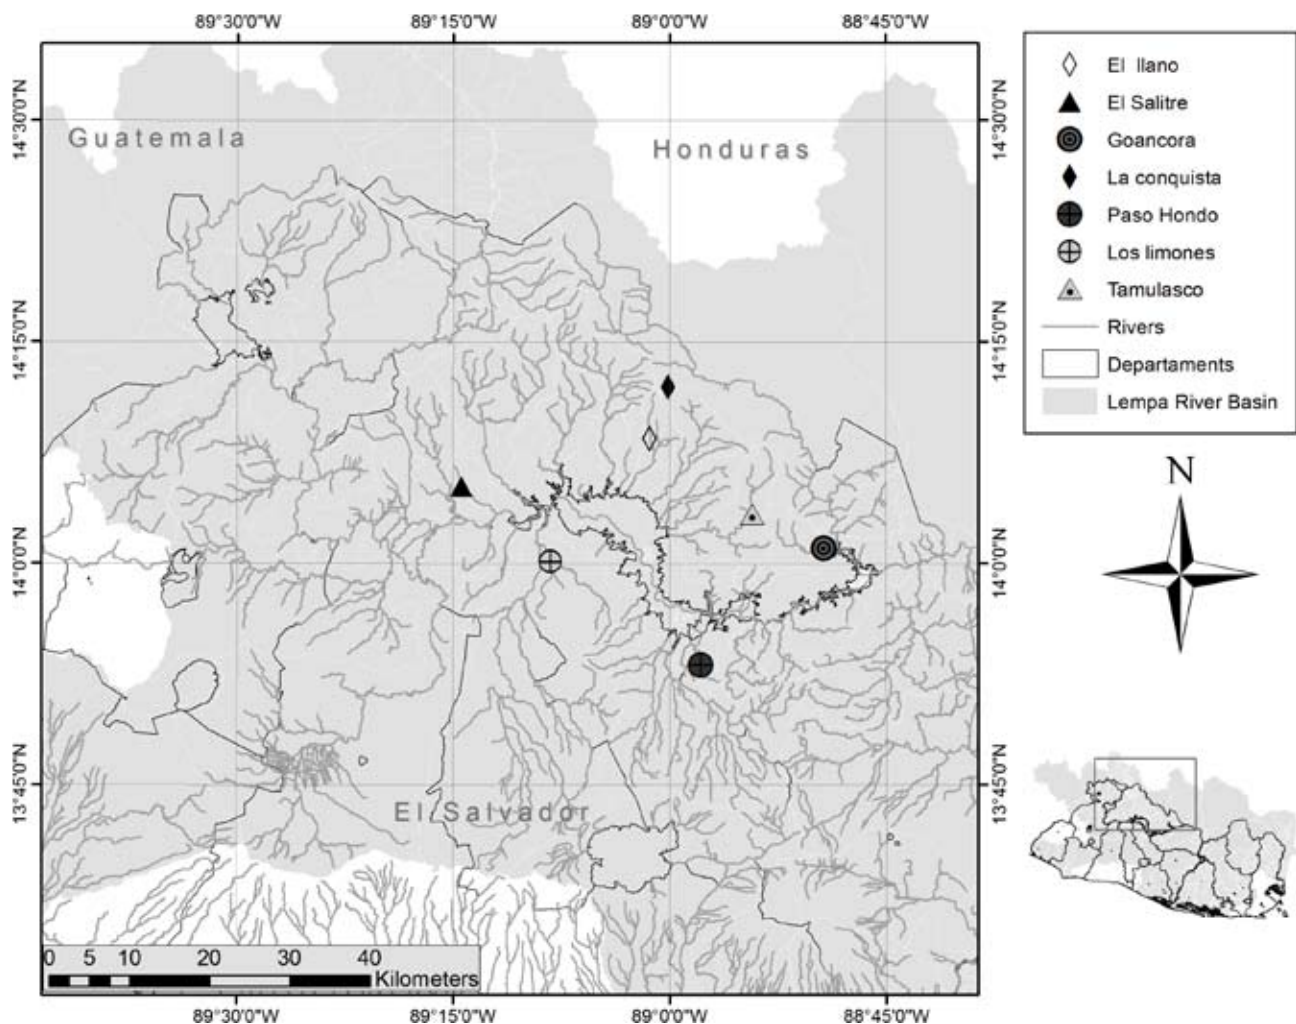 89°30'0"W 89°15'0"W 89°0'0"W 88°45'0"W
14°30'0"N
14°15'0"N
14°0'0"N
13°45'0"N
Guatemala
Honduras
El Salvador
0 5 10 20 30 40
Kilometers
89°30'0"W 89°15'0"W 89°0'0"W 88°45'0"W
14°30'0"N
14°15'0"N
14°0'0"N
13°45'0"N
El llano
El Salitre
Goancora
La conquista
Paso Hondo
Los limones
Tamulasco
Rivers
Departaments
Lempa River Basin
N